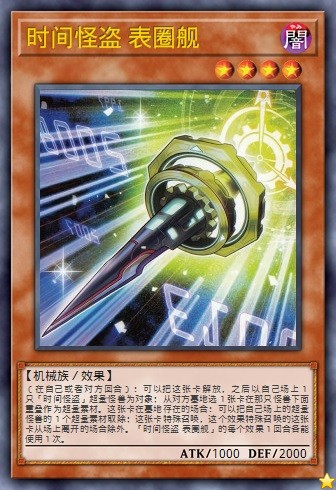 时间怪盗 表圈舰
闇
【机械族／效果】
（在自己或者对方回合）：可以把这张卡解放，之后以自己场上1
只「时间怪盗」超量怪兽为对象；从对方墓地选1张卡在那只怪兽下面
重叠作为超量素材。这张卡在墓地存在的场合：可以把自己场上超量
怪兽的1个超量素材取除；这张卡特殊召唤，这个效果特殊召唤的这张
卡从场上离开的场合除外。「时间怪盗 表圈舰」的每个效果1回合各能
使用1次。
ATK/1000 DEF/2000